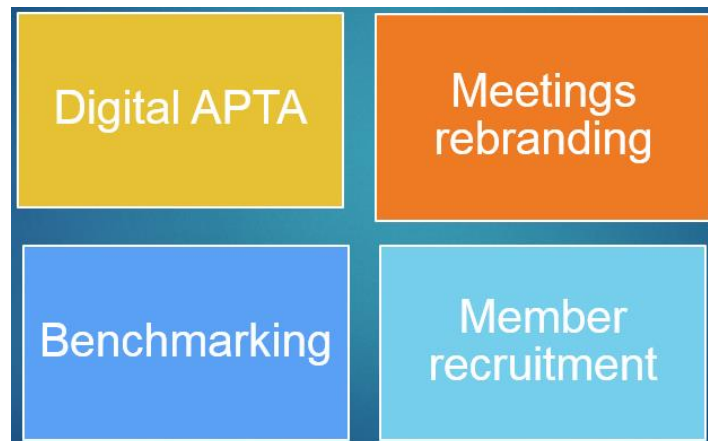 Digital APTA
Meetings
rebranding
Benchmarking
Member
recruitment